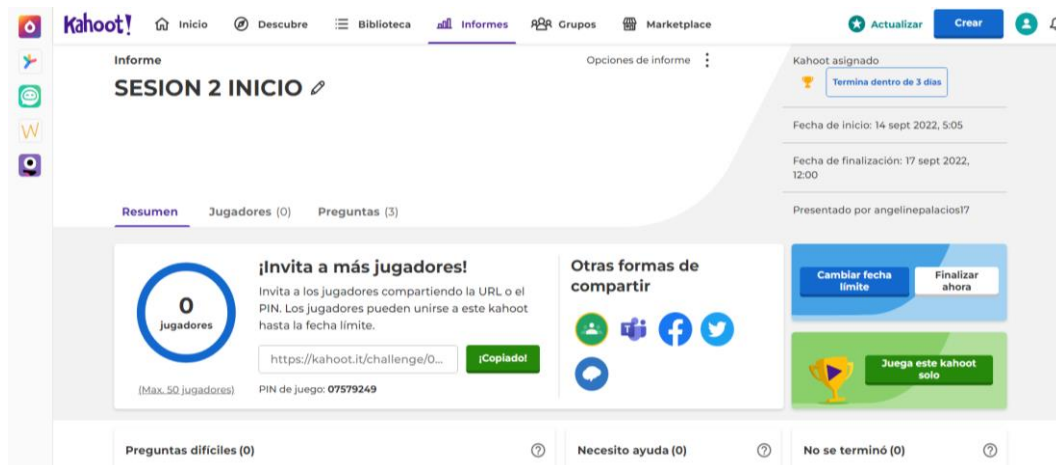 Kahoot!
Inicio
Descubre
Biblioteca
Informes
Grupos
Marketplace
Actualizar
Crear
Informe
Opciones de informe
SESION 2 INICIO
Kahoot asignado
Termina dentro de 3 días
Fecha de inicio: 14 sept 2022, 5:05
Fecha de finalización: 17 sept 2022,
12:00
Presentado por angelinepalacios17
Resumen
Jugadores (0)
Preguntas (3)
0
jugadores
(Max. 50 jugadores)
¡Invita a más jugadores!
Invita a los jugadores compartiendo la URL o el
PIN. Los jugadores pueden unirse a este kahoot
hasta la fecha límite.
https://kahoot.it/challenge/0...
¡Copiado!
PIN de juego: 07579249
Otras formas de
compartir
Cambiar fecha
límite
Finalizar
ahora
Juega este kahoot
solo
Preguntas difíciles (0)
Necesito ayuda (0)
No se terminó (0)